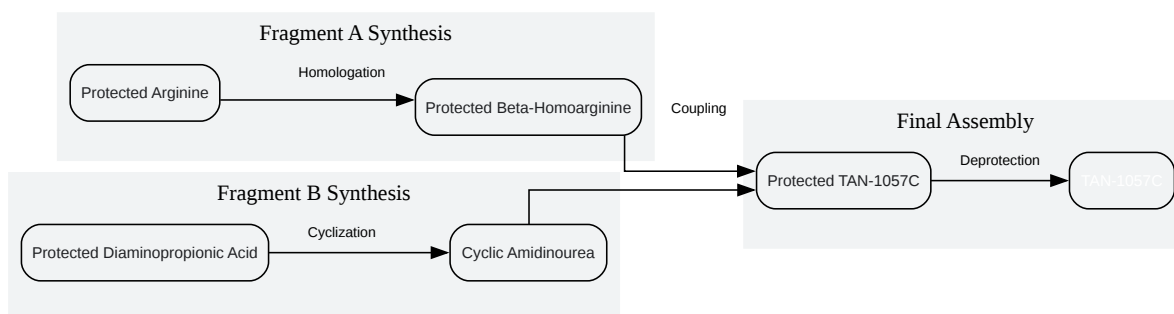 Fragment A Synthesis
Protected Arginine
Homologation
Protected Beta-Homoarginine
Coupling
Fragment B Synthesis
Protected Diaminopropionic Acid
Cyclization
Cyclic Amidinourea
Final Assembly
Protected TAN-1057C
Deprotection
TAN-1057C